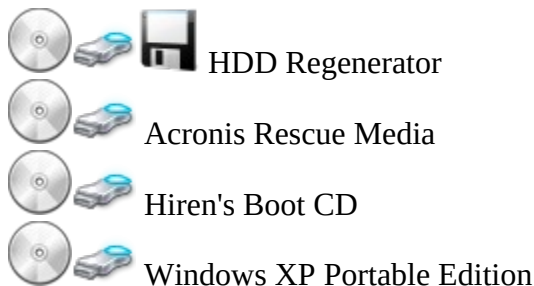 HDD Regenerator
Acronis Rescue Media
Hiren's Boot CD
Windows XP Portable Edition